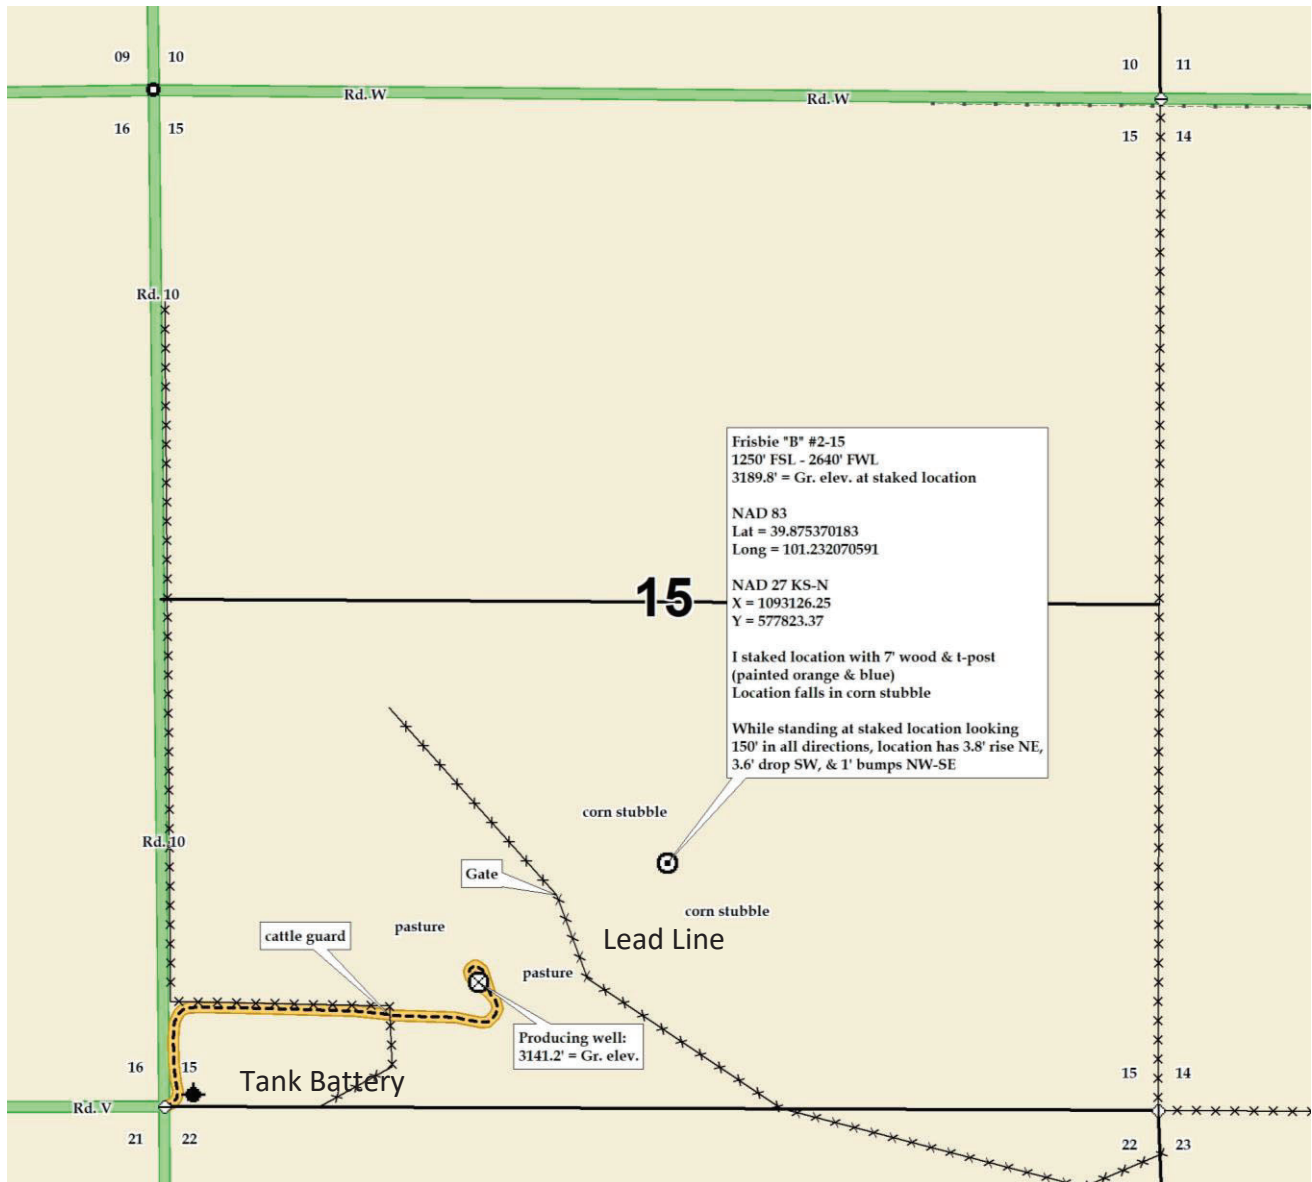 09 10
10 11
Rd. W
Rd. W
16 15
15 14
Rd. 10
Frisbie "B" #2-15
1250' FSL - 2640' FWL
3189.8' = Gr. elev. at staked location
NAD 83
Lat = 39.875370183
Long = 101.232070591
NAD 27 KS-N
X = 1093126.25
Y = 577823.37
I staked location with 7' wood & t-post
(painted orange & blue)
Location falls in corn stubble
While standing at staked location looking
150' in all directions, location has 3.8' rise NE,
3.6' drop SW, & 1' bumps NW-SE
15
corn stubble
Rd. 10
Gate
corn stubble
pasture
cattle guard
Lead Line
pasture
Producing well:
3141.2' = Gr. elev.
16 15
15 14
Tank Battery
Rd. V
21 22
22 23